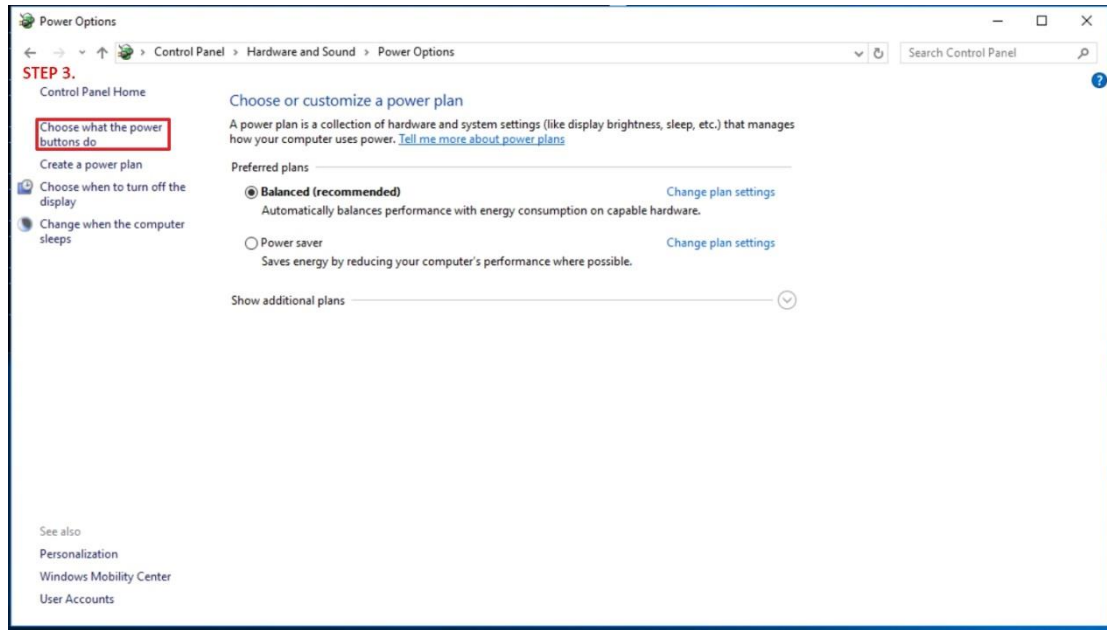 Power Options
Control Panel > Hardware and Sound > Power Options
Search Control Panel
STEP 3.
Control Panel Home
Choose what the power
buttons do
Create a power plan
Choose when to turn off the
display
Change when the computer
sleeps
Choose or customize a power plan
A power plan is a collection of hardware and system settings (like display brightness, sleep, etc.) that manages
how your computer uses power. Tell me more about power plans
Preferred plans
Balanced (recommended) Change plan settings
Automatically balances performance with energy consumption on capable hardware.
Power saver Change plan settings
Saves energy by reducing your computer's performance where possible.
Show additional plans
See also
Personalization
Windows Mobility Center
User Accounts